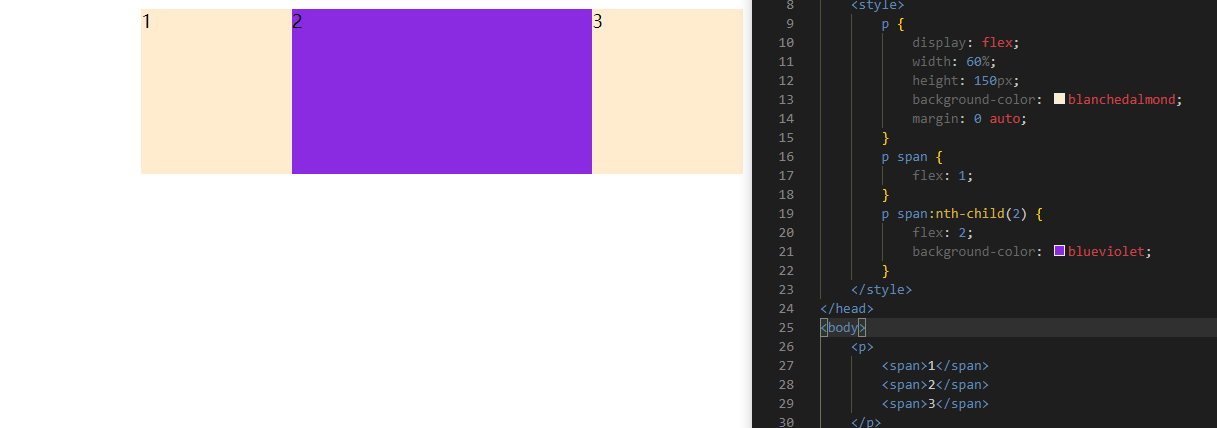 1 2 3
8 <style>
9 p {
10 display: flex;
11 width: 60%;
12 height: 150px;
13 background-color: blanchedalmond;
14 margin: 0 auto;
15 }
16 p span {
17 flex: 1;
18 }
19 p span:nth-child(2) {
20 flex: 2;
21 background-color: blueviolet;
22 }
23 </style>
24 </head>
25 <body>
26 <p>
27 <span>1</span>
28 <span>2</span>
29 <span>3</span>
30 </p>